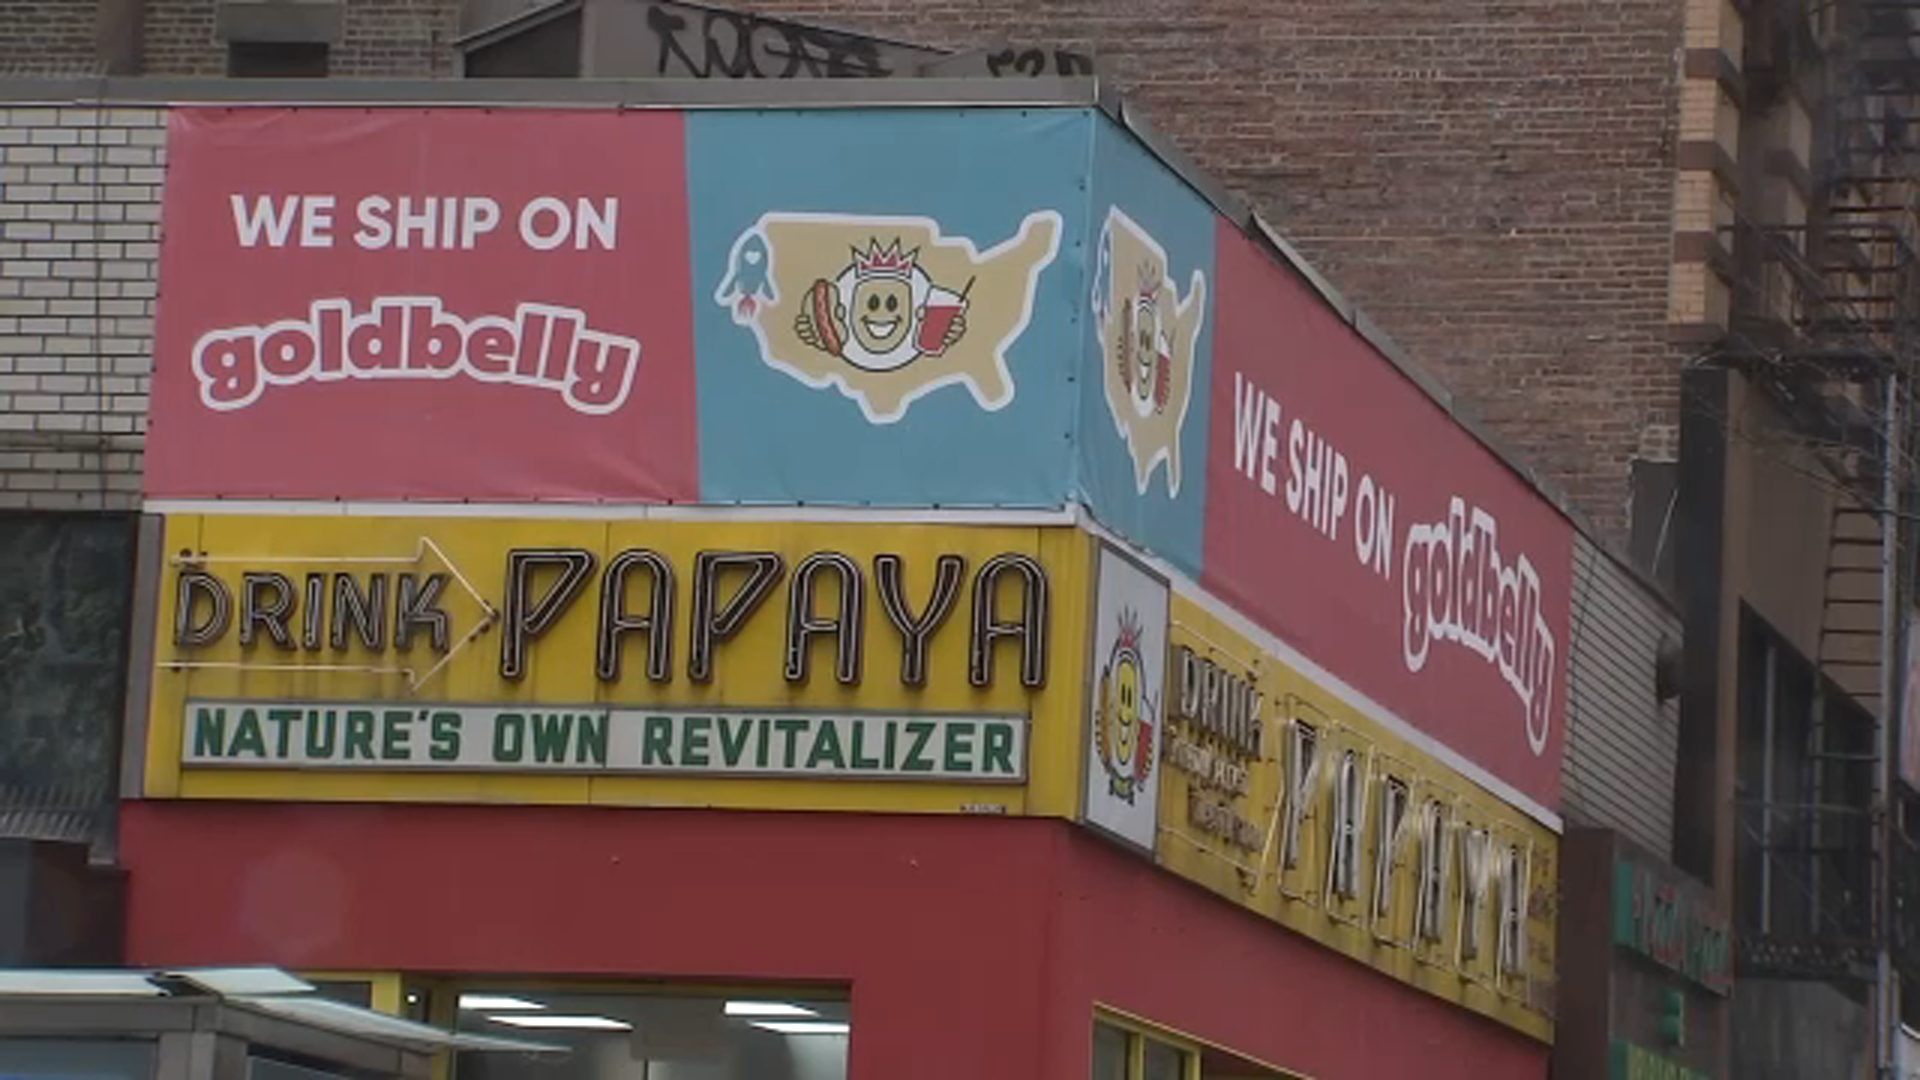 WE SHIP ON
goldbelly
DRINK PAPAYA
NATURE'S OWN REVITALIZER
WE SHIP ON goldbelly
DRINK
PAPAYA